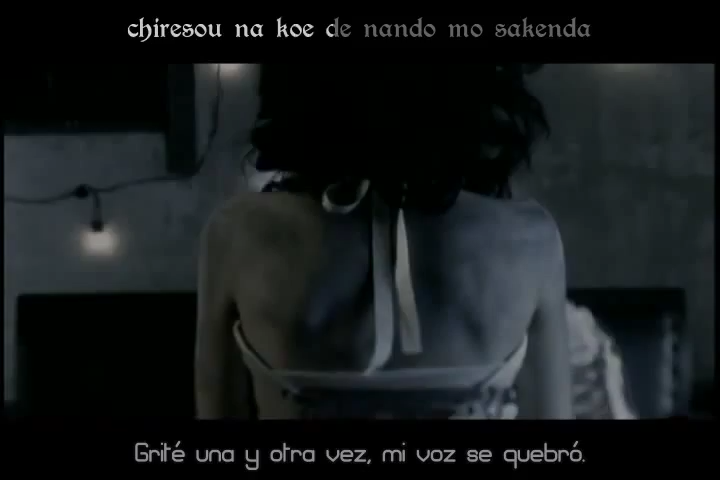 chiresou na koe de nando mo sakenda
Grité una y otra vez, mi voz se quebró.